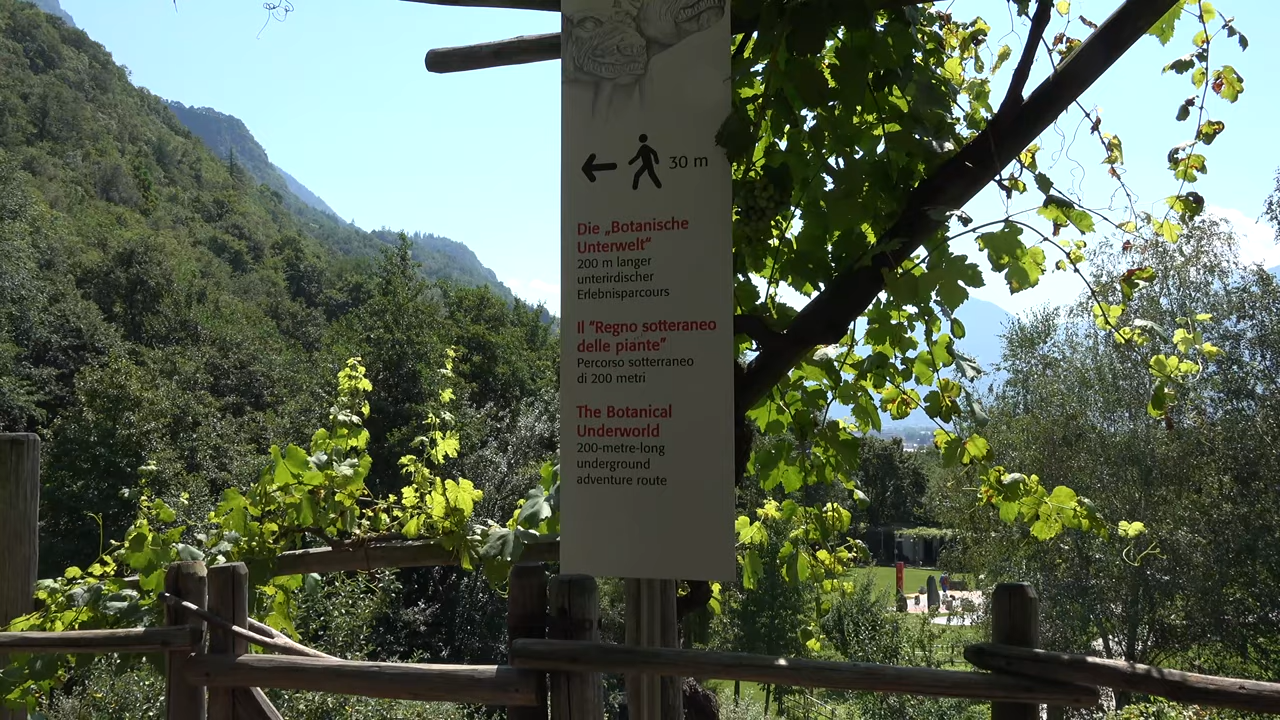 30 m
Die „Botanische
Unterwelt“
200 m langer
unterirdischer
Erlebnisparcours
Il “Regno sotteraneo
delle piante”
Percorso sotterraneo
di 200 metri
The Botanical
Underworld
200-metre-long
underground
adventure route